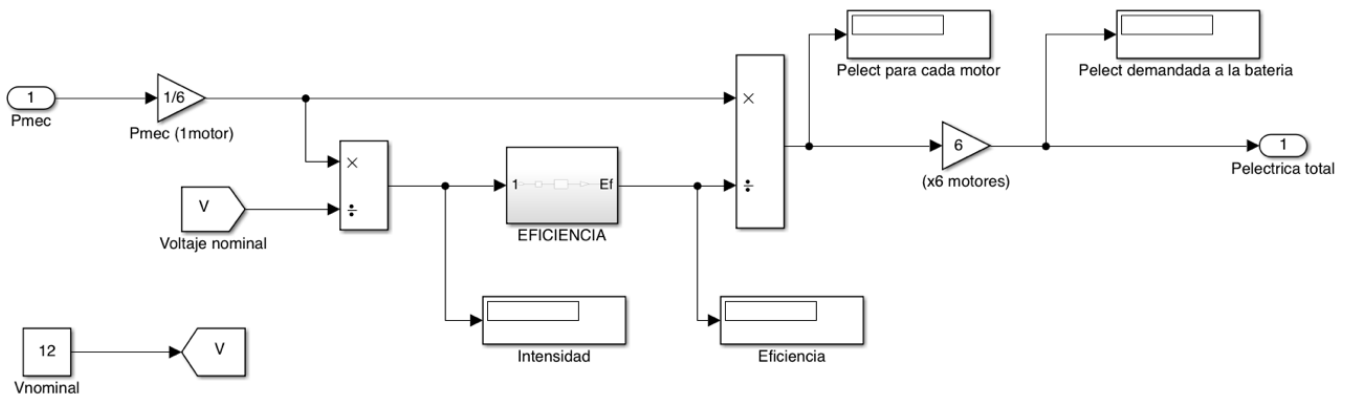 Pelect para cada motor
Pelect demandada a la bateria
1
Pmec
1/6
Pmec (1motor)
×
÷
×
÷
V
Voltaje nominal
1
Ef
EFICIENCIA
6
(x6 motores)
1
Pelectrica total
Intensidad
Eficiencia
12
Vnominal
V